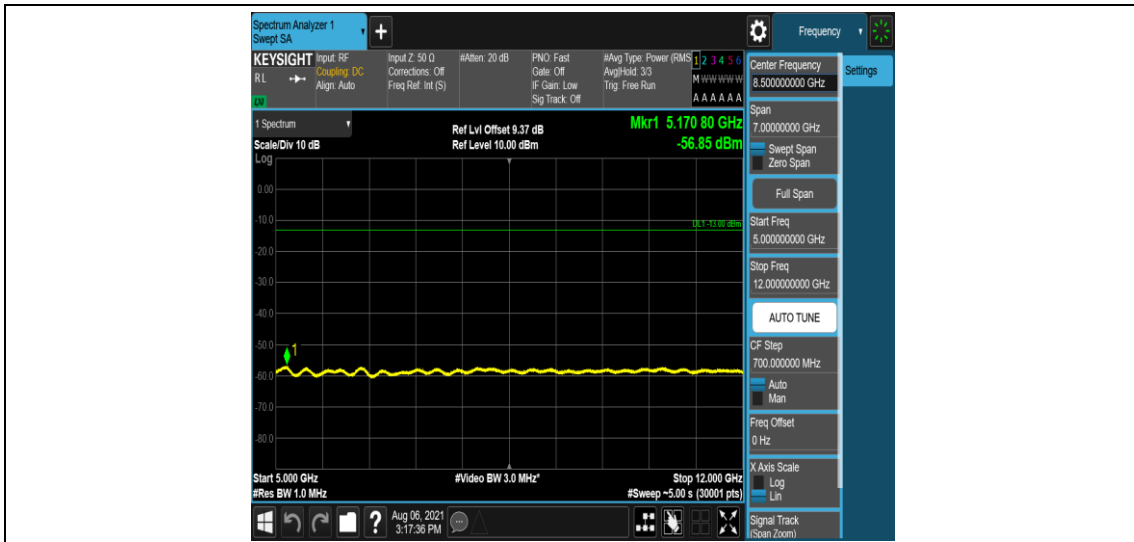 Spectrum Analyzer 1
Swept SA
+
Frequency
KEYSIGHT
RL
LM
Input: RF
Coupling: DC
Align: Auto
Input Z: 50 Ω
Corrections: Off
Freq Ref: Int (S)
#Atten: 20 dB
PNO: Fast
Gate: Off
IF Gain: Low
Sig Track: Off
#Avg Type: Power (RMS
Avg|Hold: 3/3
Trig: Free Run
1 2 3 4 5 6
M W W W W W
A A A A A A
Center Frequency
8.500000000 GHz
Settings
Span
7.00000000 GHz
Swept Span
Zero Span
Full Span
Start Freq
5.000000000 GHz
Stop Freq
12.000000000 GHz
AUTO TUNE
CF Step
700.000000 MHz
Auto
Man
Freq Offset
0 Hz
X Axis Scale
Log
Lin
Signal Track
(Span Zoom)
1 Spectrum
Scale/Div 10 dB
Ref Lvl Offset 9.37 dB
Ref Level 10.00 dBm
Mkr1 5.170 80 GHz
-56.85 dBm
Log
0.00
-10.0
DL1 -13.00 dBm
-20.0
-30.0
-40.0
-50.0
1
-60.0
-70.0
-80.0
Start 5.000 GHz
#Res BW 1.0 MHz
#Video BW 3.0 MHz*
Stop 12.000 GHz
#Sweep ~5.00 s (30001 pts)
?
Aug 06, 2021
3:17:36 PM